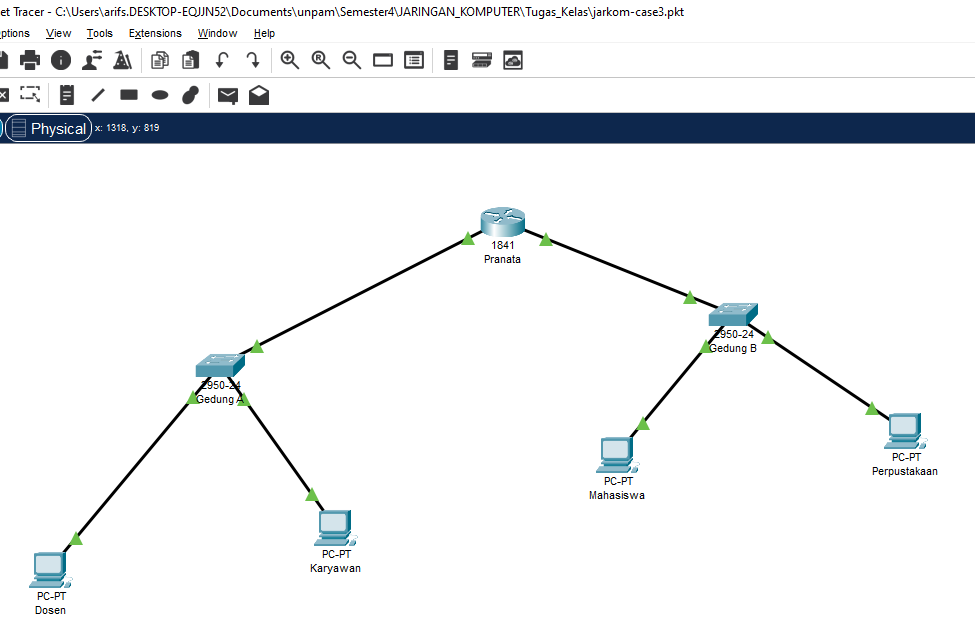 et Tracer - C:\Users\arifs.DESKTOP-EQJJN52\Documents\unpam\Semester4\JARINGAN_KOMPUTER\Tugas_Kelas\jarkom-case3.pkt
ptions View Tools Extensions Window Help
Physical x: 1318, y: 819
1841
Pranata
2950-24
Gedung B
2950-24
Gedung A
PC-PT
Perpustakaan
PC-PT
Mahasiswa
PC-PT
Karyawan
PC-PT
Dosen